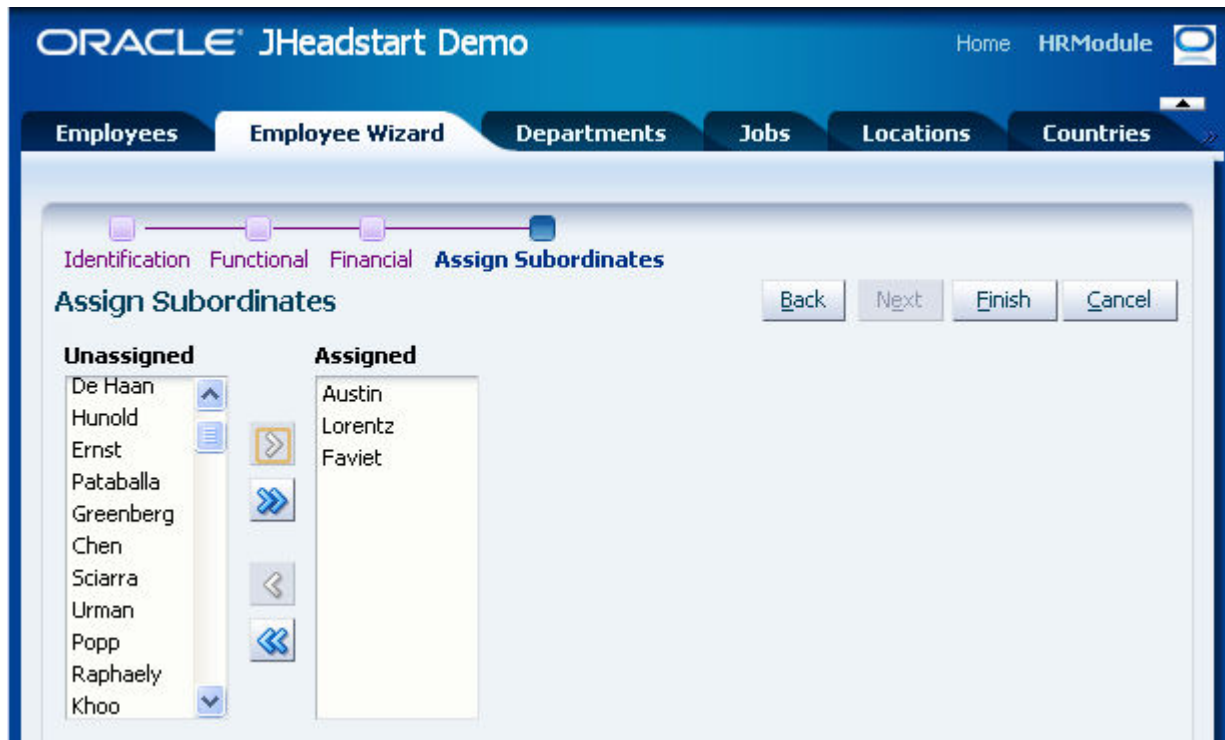 ORACLE JHeadstart Demo
Home HRModule
Employees Employee Wizard Departments Jobs Locations Countries
Identification Functional Financial Assign Subordinates
Assign Subordinates
Back Next Finish Cancel
Unassigned Assigned
De Haan
Hunold
Ernst
Pataballa
Greenberg
Chen
Sciarra
Urman
Popp
Raphaely
Khoo
Austin
Lorentz
Faviet